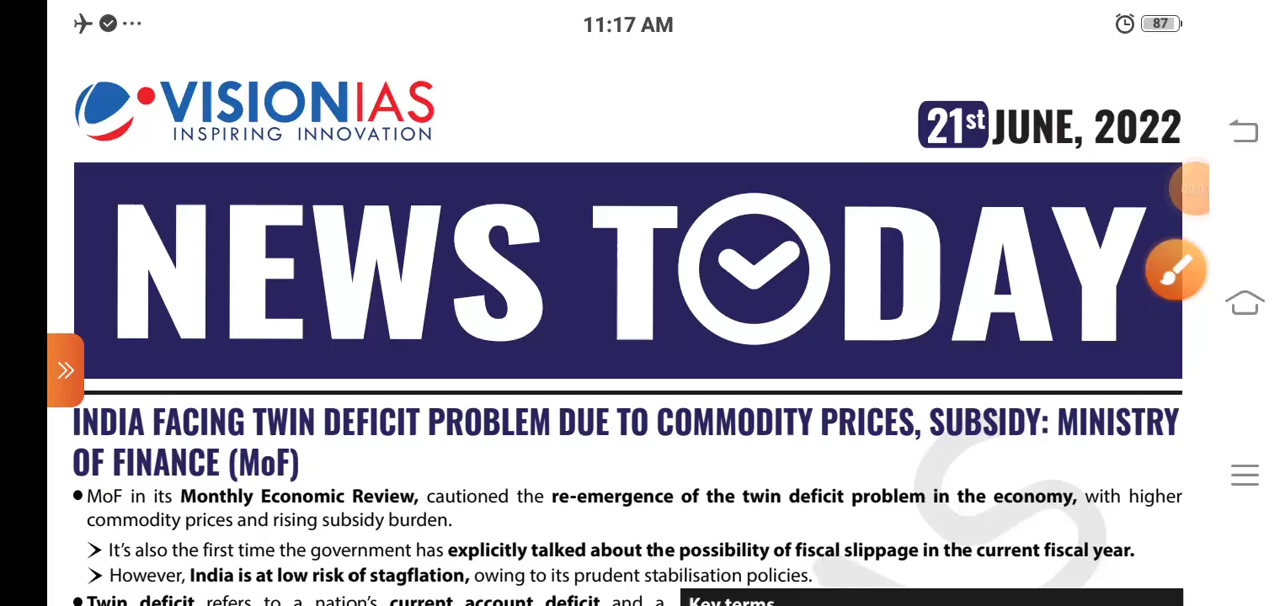 11:17 AM
87
VISIONIAS
INSPIRING INNOVATION
21st JUNE, 2022
NEWS TODAY
INDIA FACING TWIN DEFICIT PROBLEM DUE TO COMMODITY PRICES, SUBSIDY: MINISTRY
OF FINANCE (MoF)
● MoF in its Monthly Economic Review, cautioned the re-emergence of the twin deficit problem in the economy, with higher
commodity prices and rising subsidy burden.
➤ It's also the first time the government has explicitly talked about the possibility of fiscal slippage in the current fiscal year.
➤ However, India is at low risk of stagflation, owing to its prudent stabilisation policies.
● Twin deficit refers to a nation's current account deficit and a
Key terms